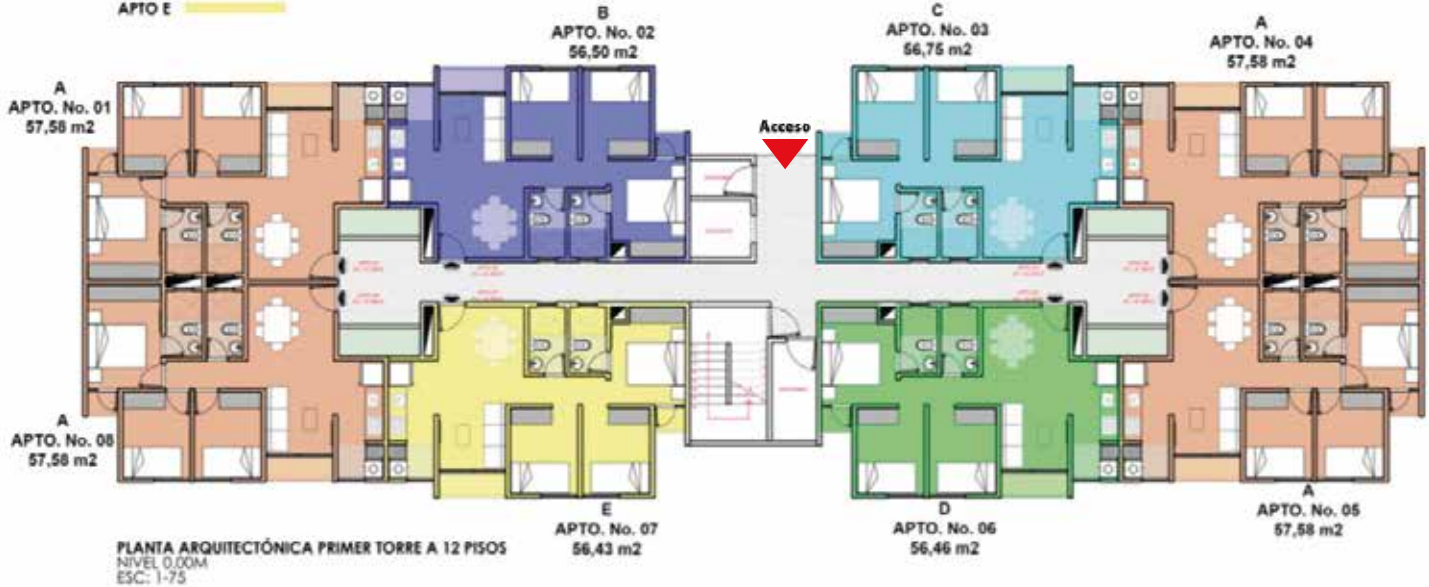 APTO E
B
APTO. No. 02
56,50 m2
C
APTO. No. 03
56,75 m2
A
APTO. No. 04
57,58 m2
A
APTO. No. 01
57,58 m2
Acceso
A
APTO. No. 08
57,58 m2
E
APTO. No. 07
56,43 m2
D
APTO. No. 06
56,46 m2
A
APTO. No. 05
57,58 m2
PLANTA ARQUITECTÓNICA PRIMER TORRE A 12 PISOS
NIVEL 0,00M
ESC: 1-75